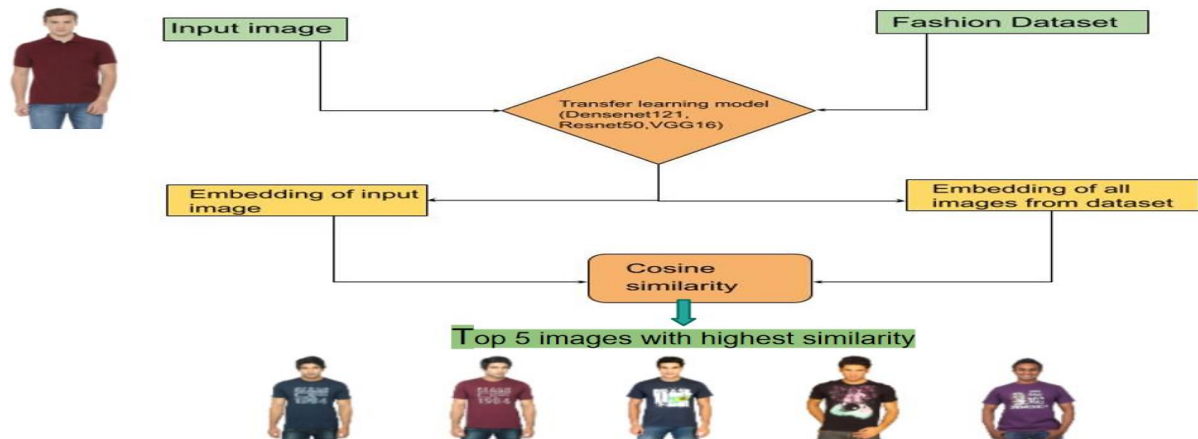 Input image
Fashion Dataset
Transfer learning model
(Densenet121,
Resnet50,VGG16)
Embedding of input
image
Embedding of all
images from dataset
Cosine
similarity
Top 5 images with highest similarity